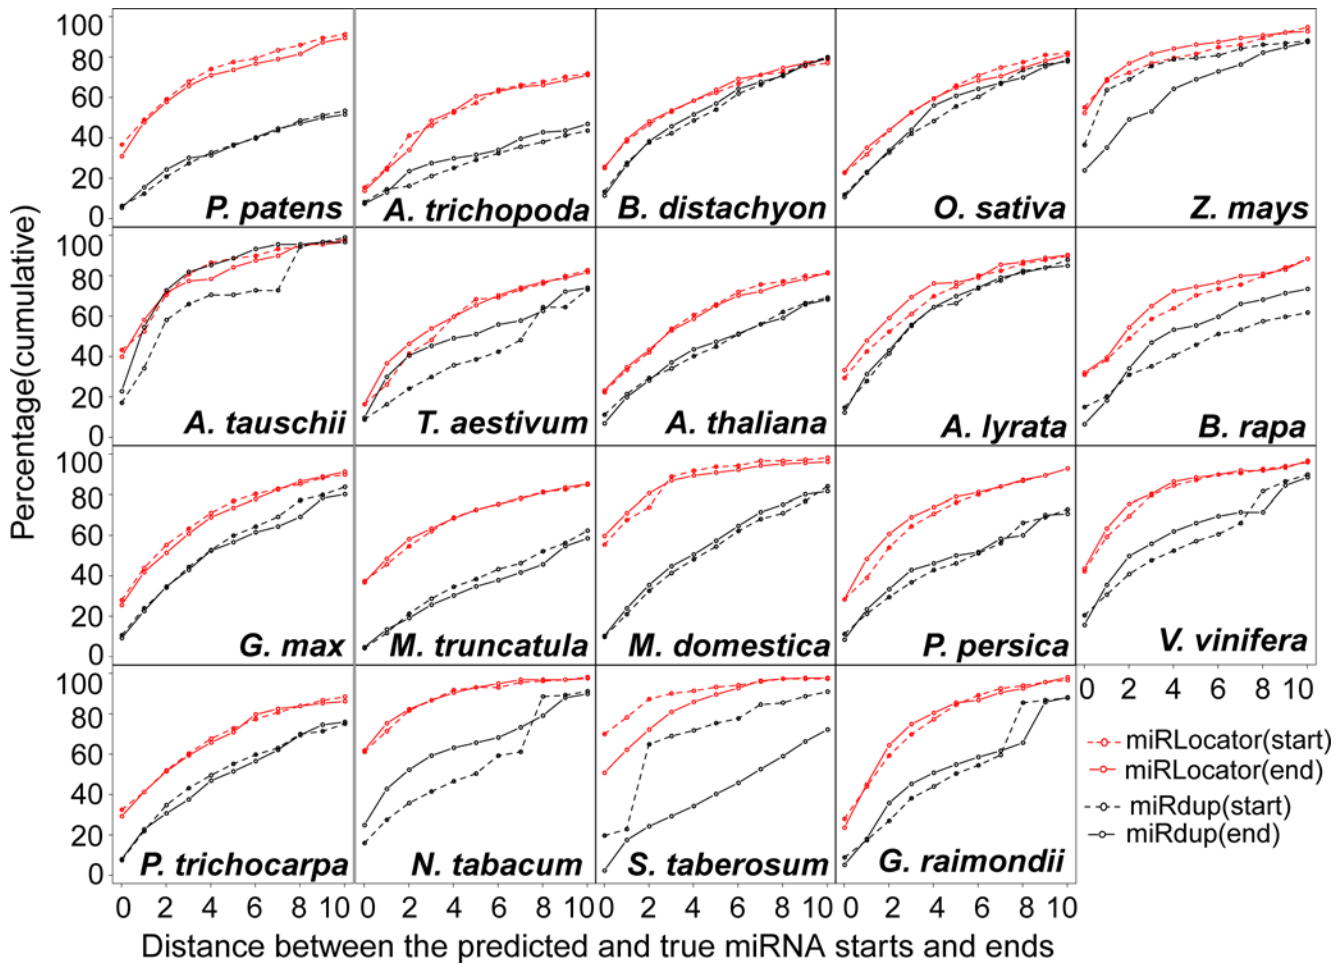 Percentage(cumulative)
100
80
60
40
20
0
P. patens
A. trichopoda
B. distachyon
O. sativa
Z. mays
100
80
60
40
20
0
A. tauschii
T. aestivum
A. thaliana
A. lyrata
B. rapa
100
80
60
40
20
0
G. max
M. truncatula
M. domestica
P. persica
V. vinifera
0 2 4 6 8 10
100
80
60
40
20
0
P. trichocarpa
N. tabacum
S. taberosum
G. raimondii
miRLocator(start)
miRLocator(end)
miRdup(start)
miRdup(end)
0 2 4 6 8 10 0 2 4 6 8 10 0 2 4 6 8 10 0 2 4 6 8 10
Distance between the predicted and true miRNA starts and ends